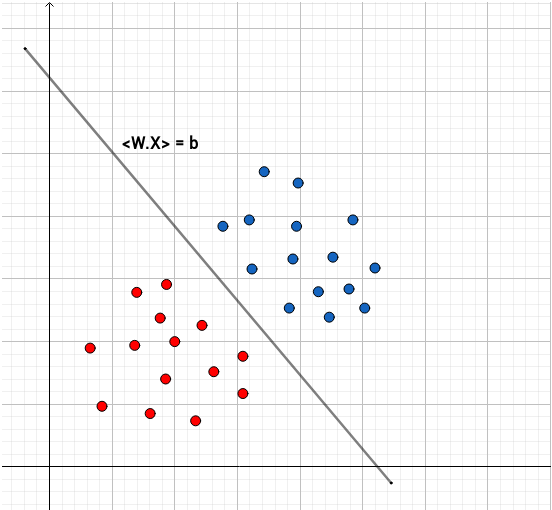 <W.X> = b